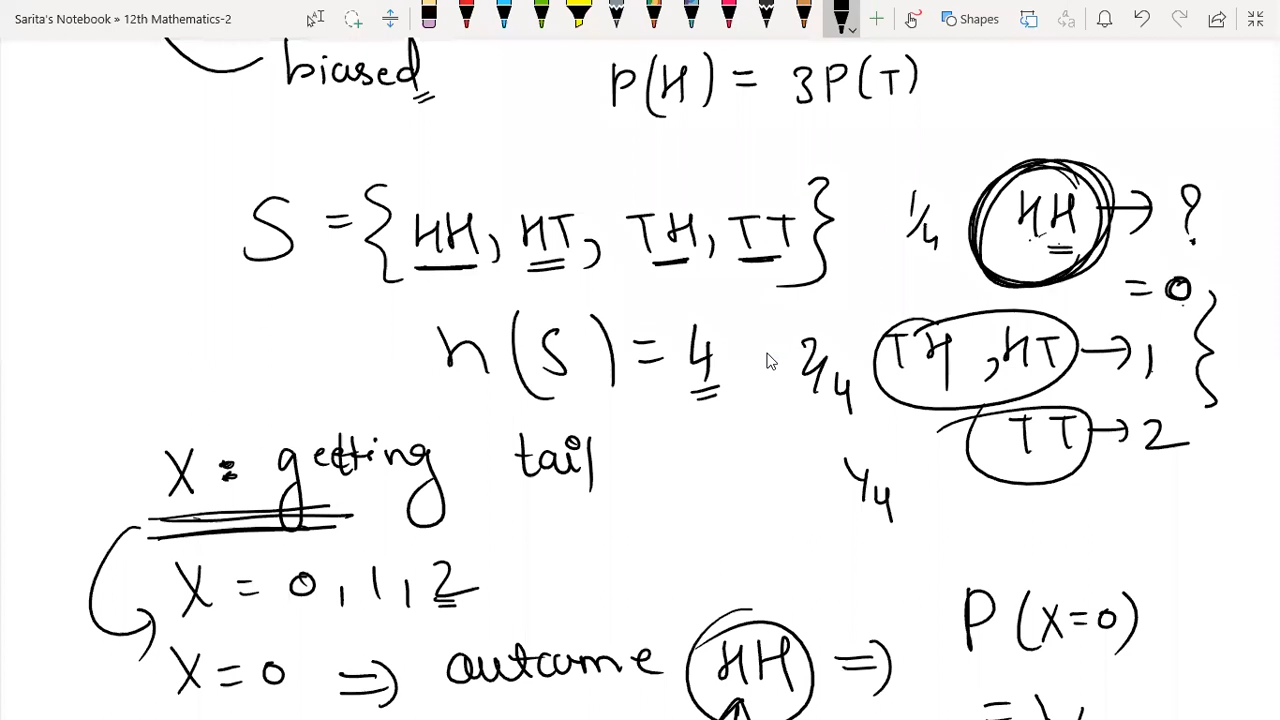 Sarita's Notebook » 12th Mathematics-2
Shapes
biased
P(H) = 3P(T)
S = {HH, HT, TH, TT}
1/4 HH → ?
= 0
n(S) = 4
2/4 TH, HT → 1
TT → 2
1/4
X : getting tail
X = 0, 1, 2
P(X=0)
X = 0 ⇒ outcome HH ⇒
=